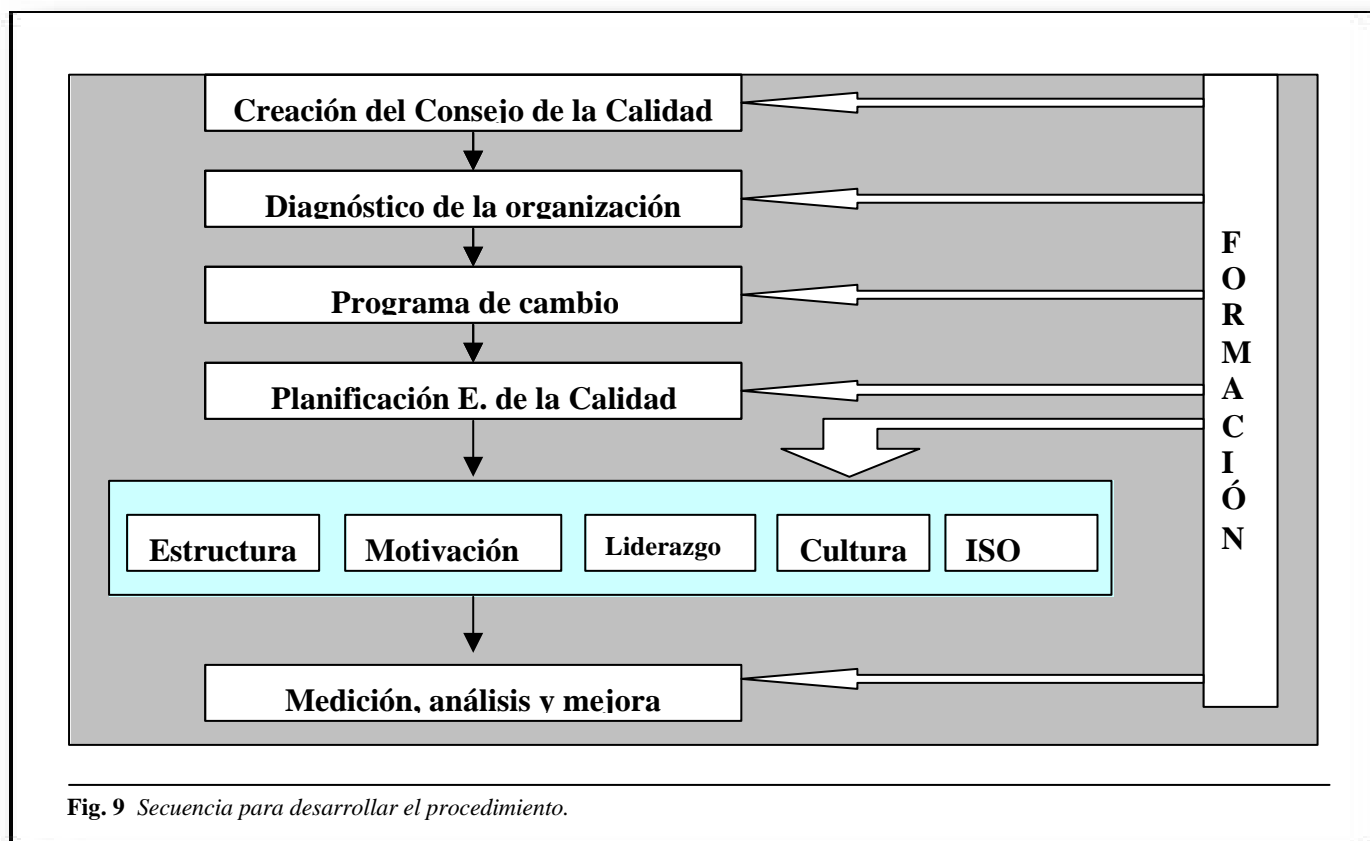 Creación del Consejo de la Calidad
Diagnóstico de la organización
Programa de cambio
Planificación E. de la Calidad
Estructura
Motivación
Liderazgo
Cultura
ISO
Medición, análisis y mejora
F
O
R
M
A
C
I
Ó
N
Fig. 9 Secuencia para desarrollar el procedimiento.